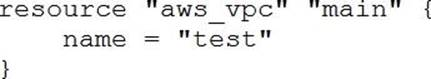 resource "aws_vpc" "main" {
    name = "test"
}